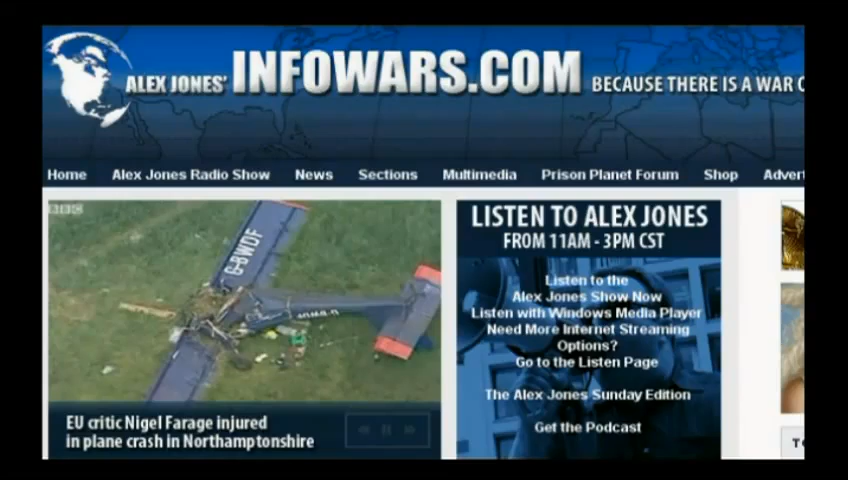 ALEX JONES' INFOWARS.COM BECAUSE THERE IS A WAR
Home Alex Jones Radio Show News Sections Multimedia Prison Planet Forum Shop
BBC
G-BWDF
EU critic Nigel Farage injured
in plane crash in Northamptonshire
LISTEN TO ALEX JONES
FROM 11AM - 3PM CST
Listen to the
Alex Jones Show Now
Listen with Windows Media Player
Need More Internet Streaming
Options?
Go to the Listen Page
The Alex Jones Sunday Edition
Get the Podcast